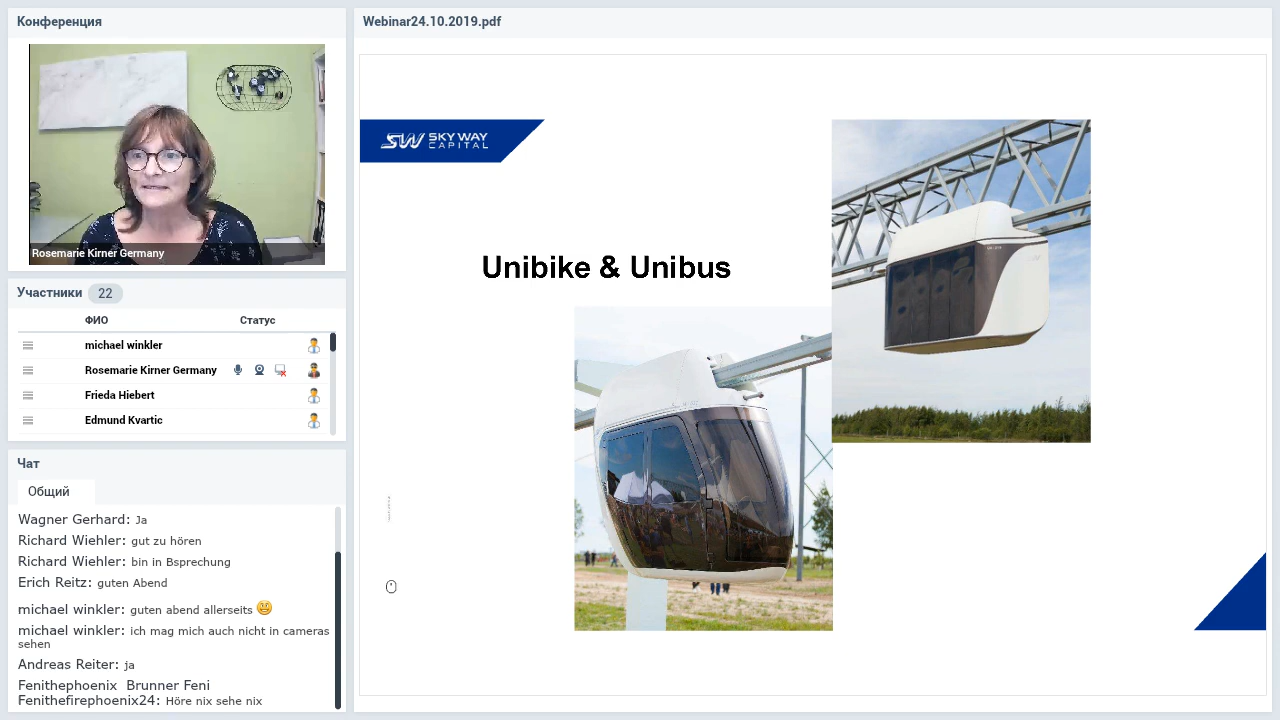 Конференция
Rosemarie Kirner Germany
Участники 22
ФИО Статус
michael winkler
Rosemarie Kirner Germany
Frieda Hiebert
Edmund Kvartic
Чат
Общий
Wagner Gerhard: Ja
Richard Wiehler: gut zu hören
Richard Wiehler: bin in Bsprechung
Erich Reitz: guten Abend
michael winkler: guten abend allerseits
michael winkler: ich mag mich auch nicht in cameras
sehen
Andreas Reiter: ja
Fenithephoenix Brunner Feni
Fenithefirephoenix24: Höre nix sehe nix
Webinar24.10.2019.pdf
SW SKYWAY
CAPITAL
Unibike & Unibus